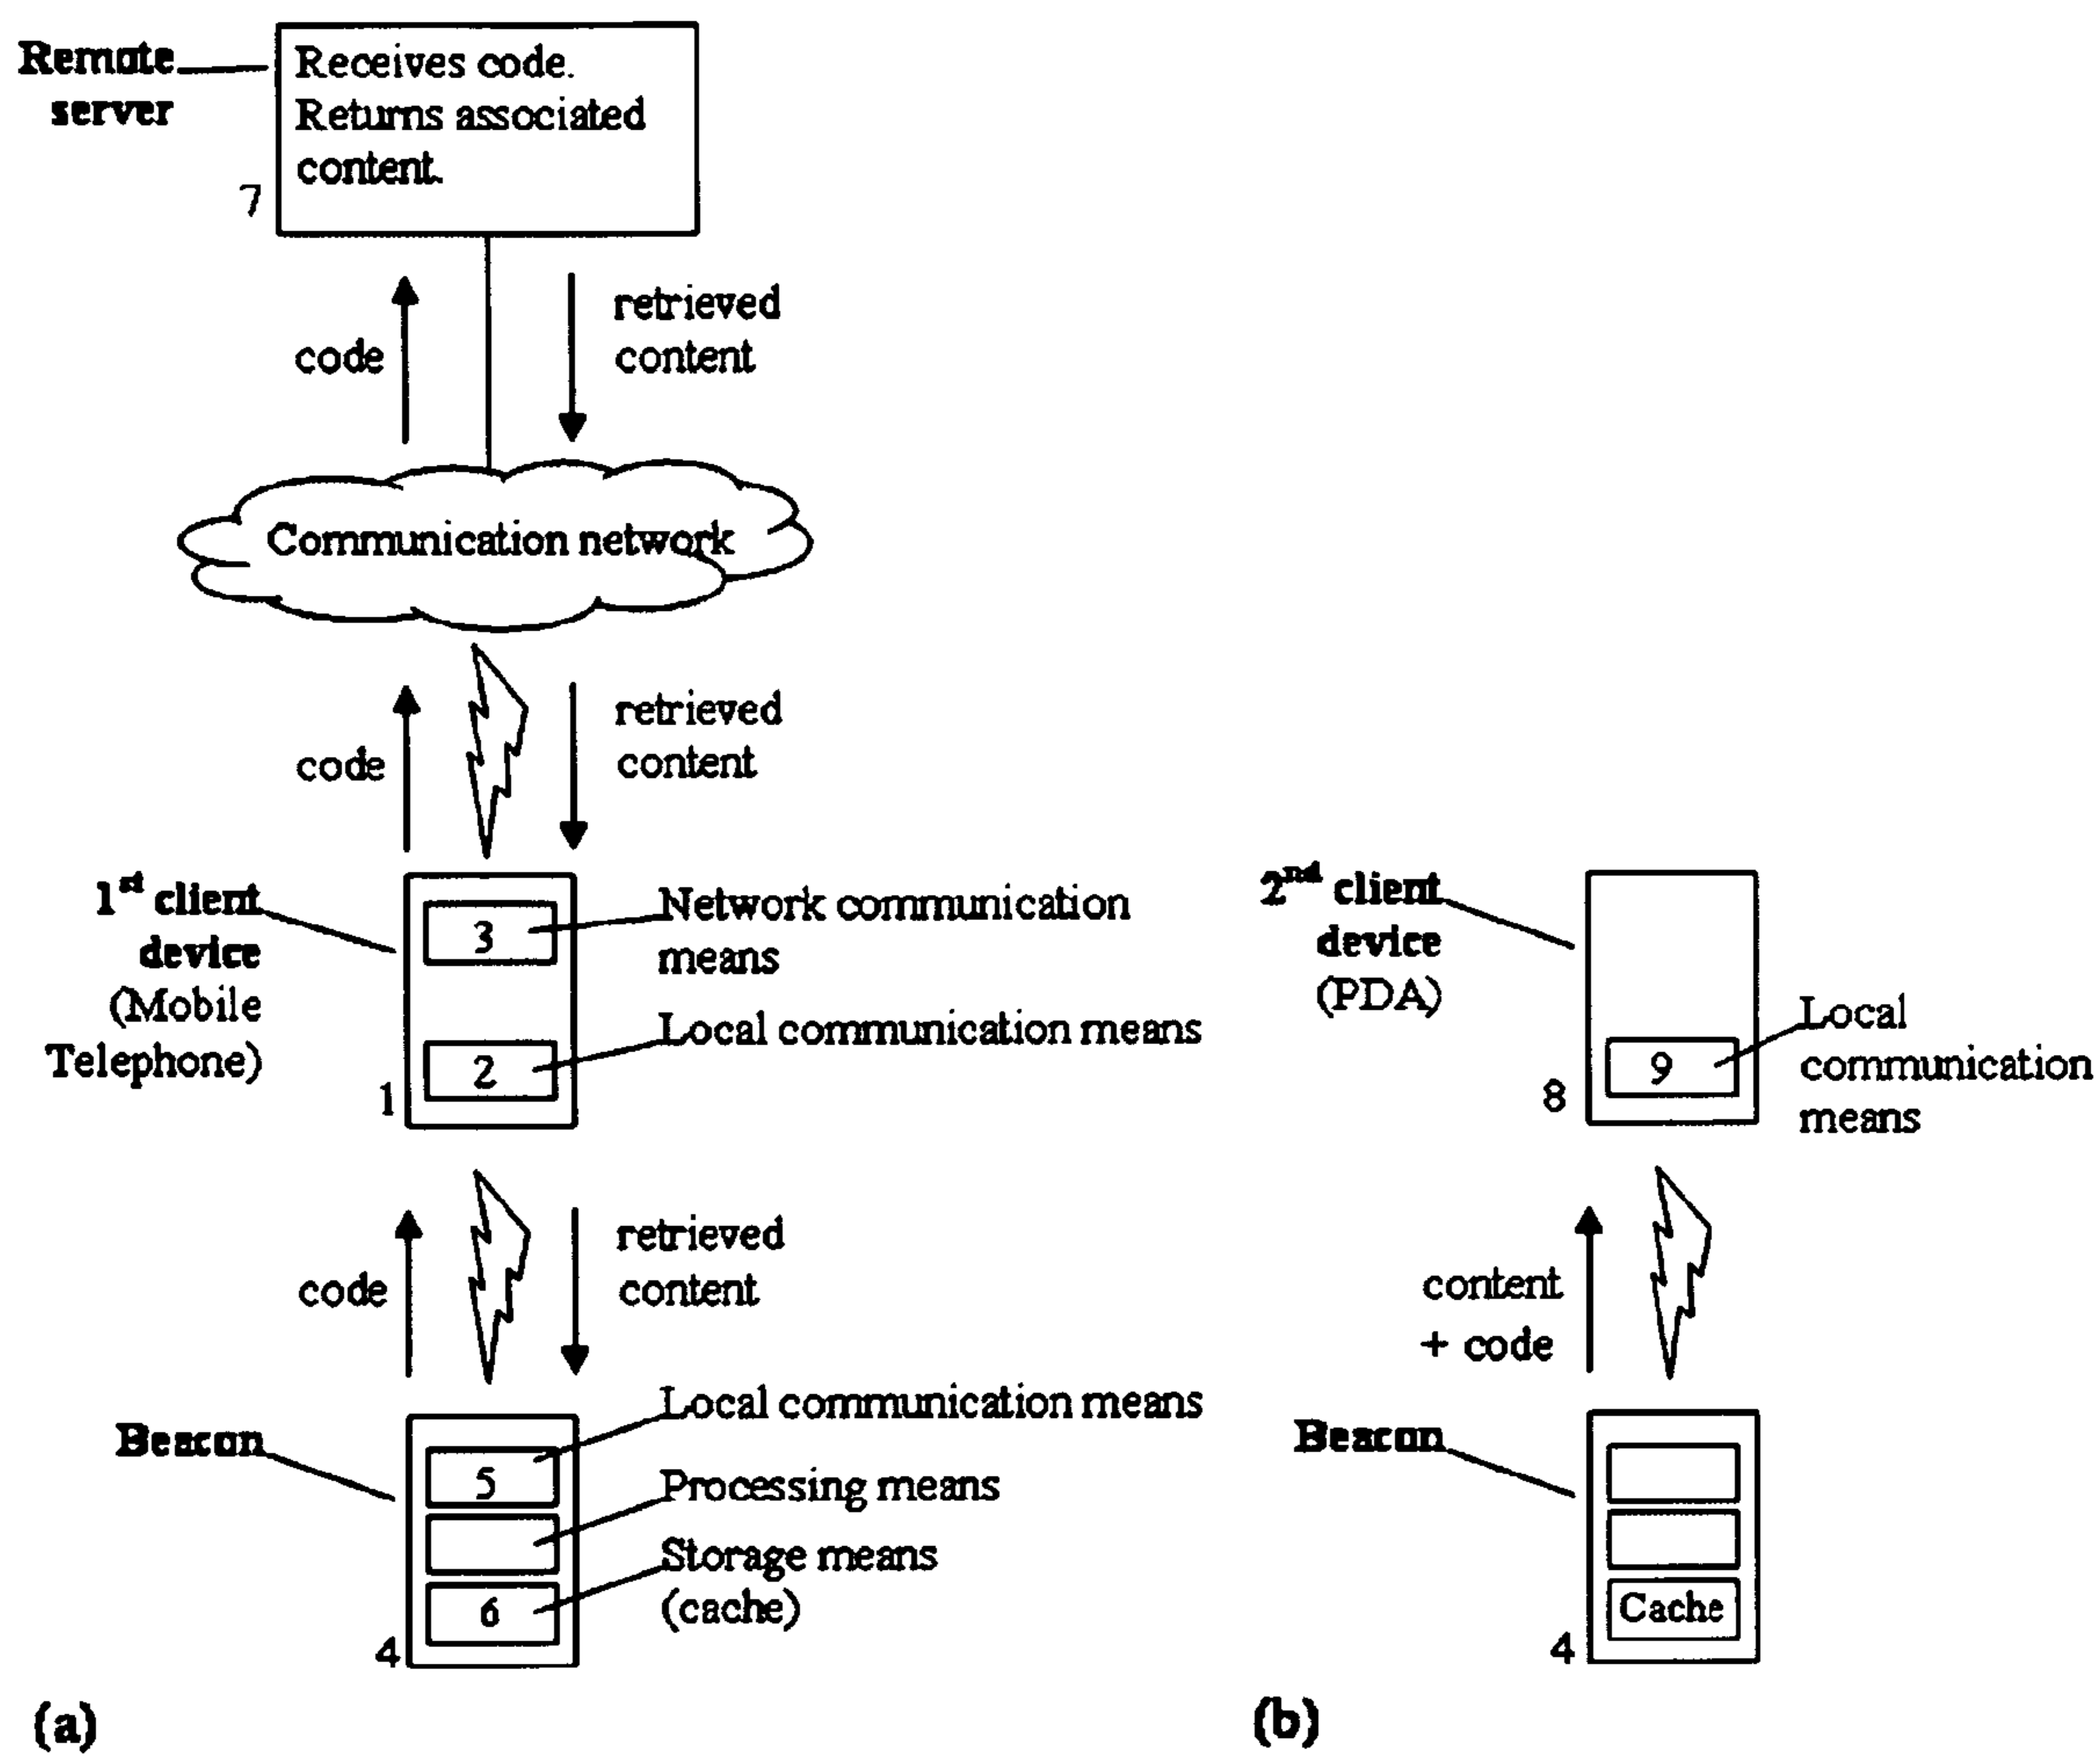 Remote
server
Receives code.
Returns associated
content.
7
code
retrieved
content
Communication network
code
retrieved
content
1st client
device
(Mobile
Telephone)
3
Network communication
means
2
Local communication means
1
code
retrieved
content
Beacon
5
Local communication means
Processing means
6
Storage means
(cache)
4
(a)
2nd client
device
(PDA)
9
Local
communication
means
8
content
+ code
Beacon
Cache
4
(b)